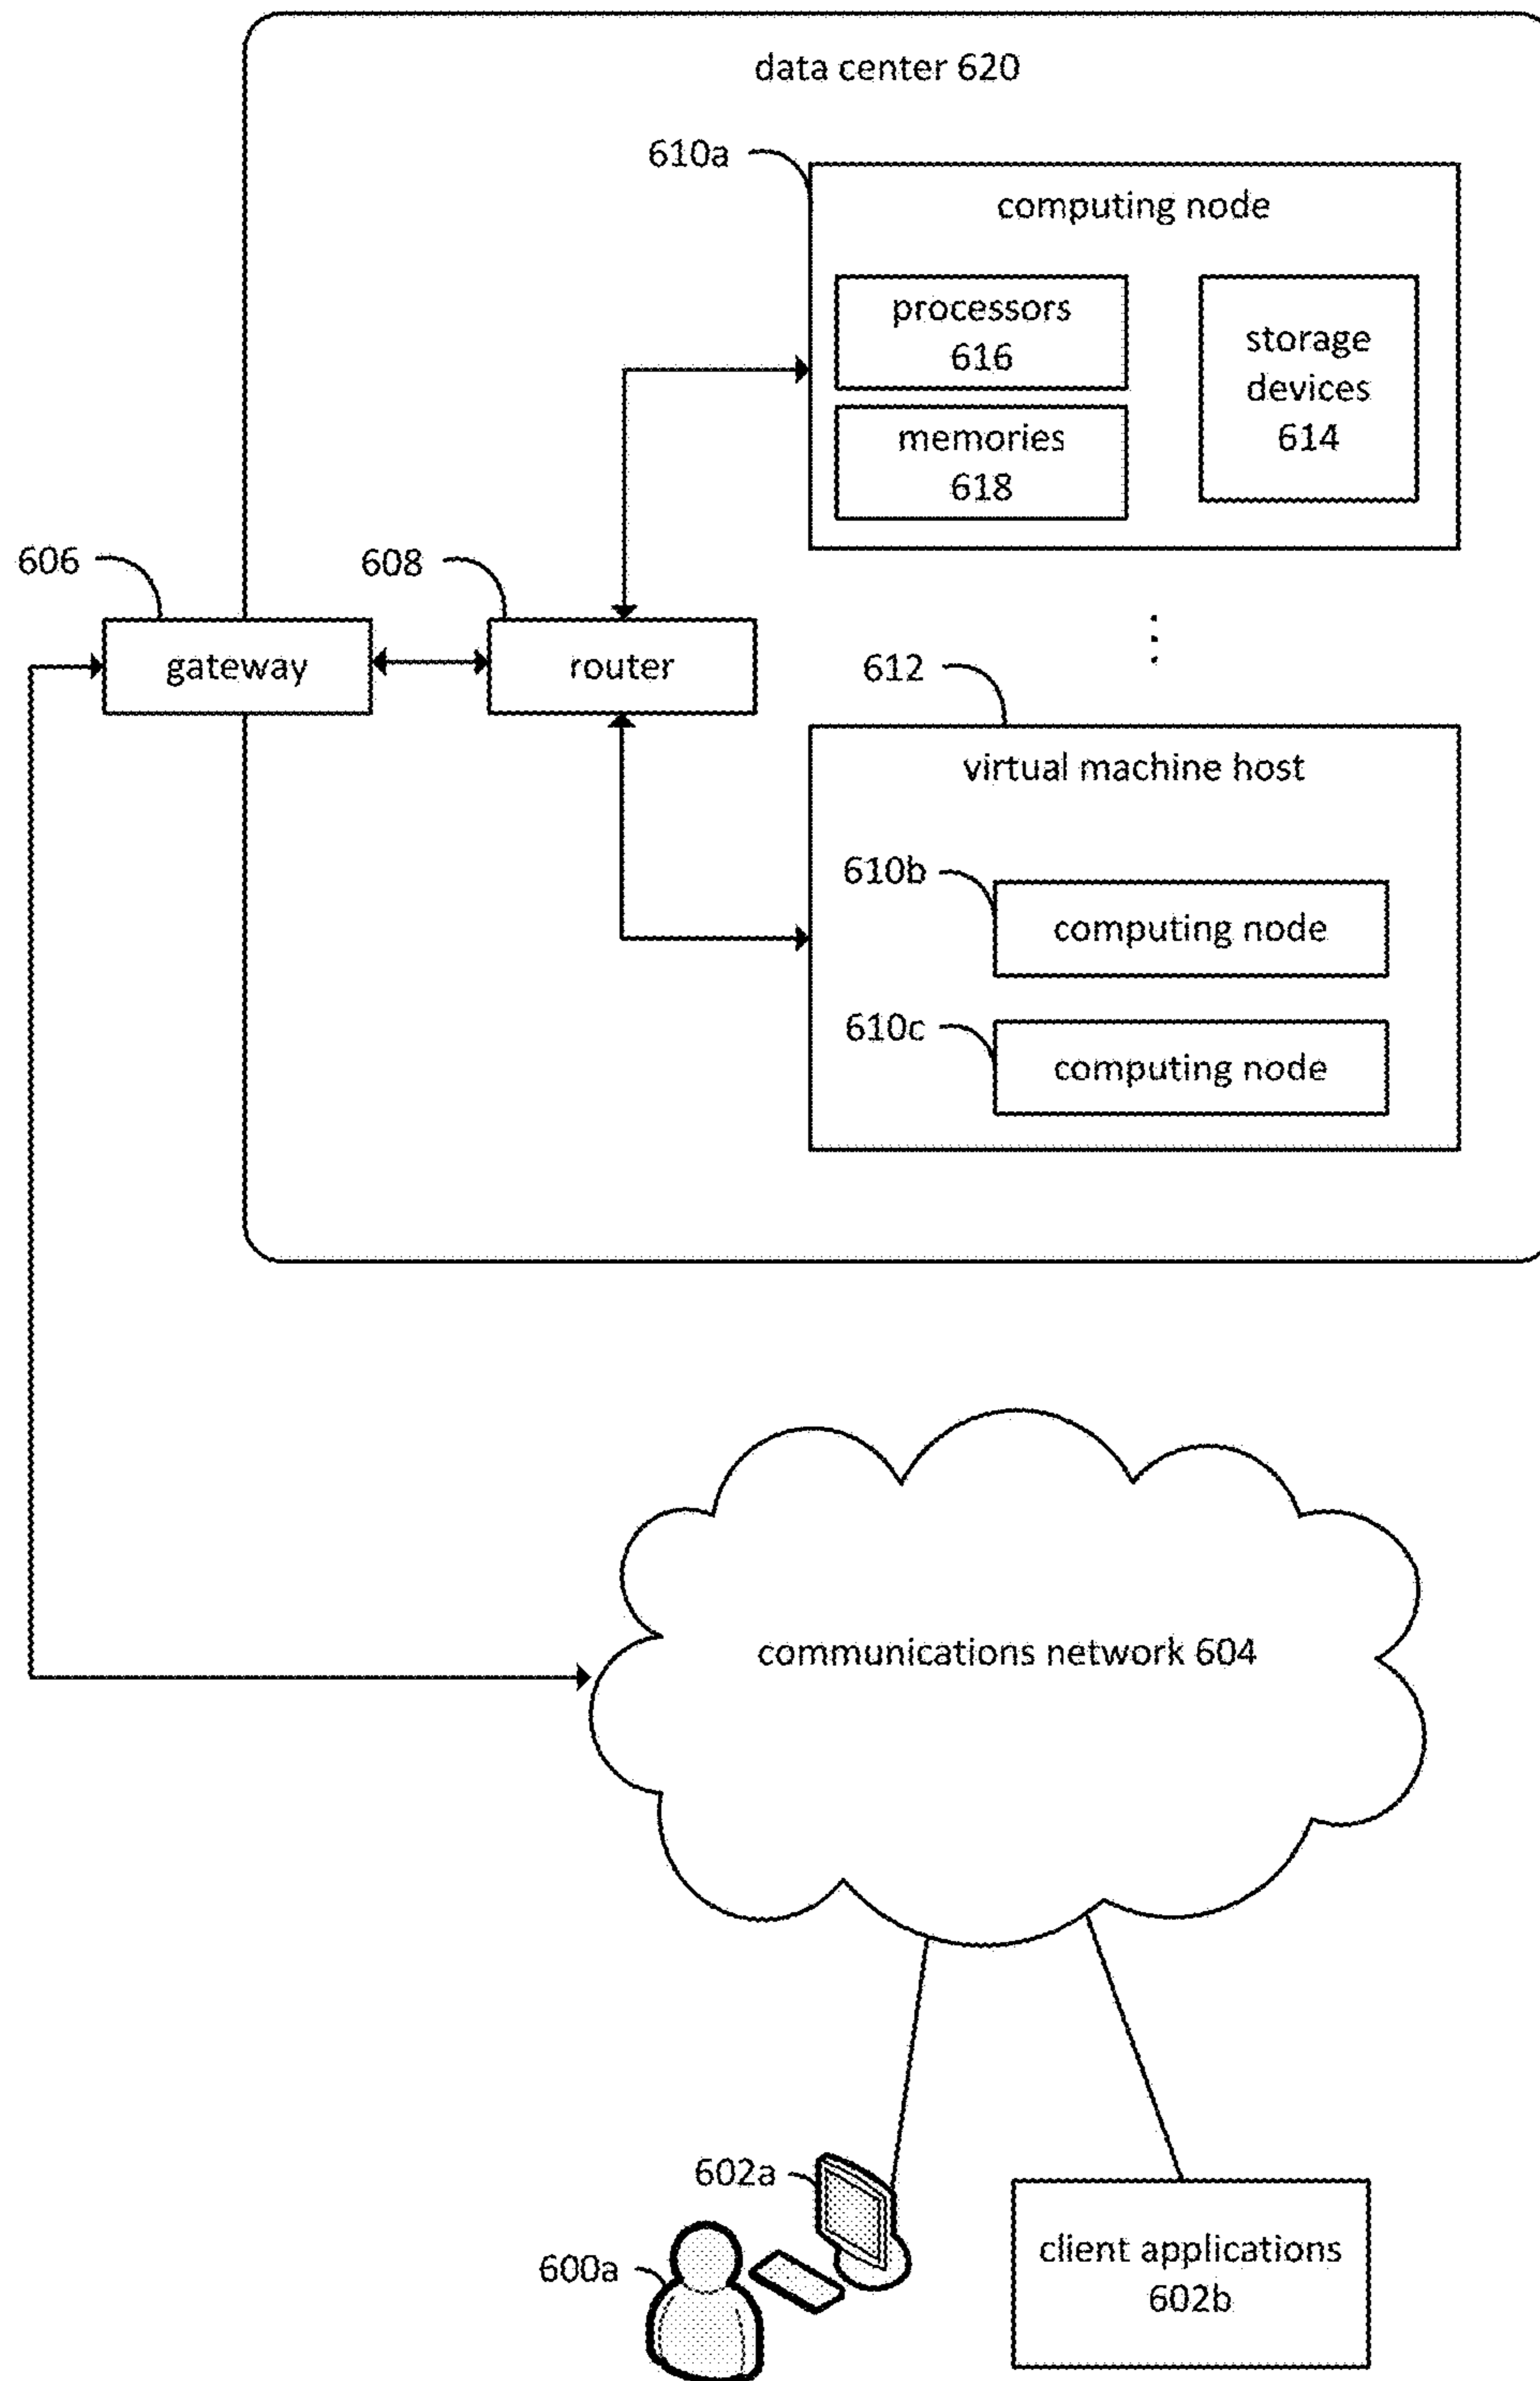 data center 620
610a
computing node
processors
616
storage
devices
614
memories
618
606
608
gateway
router
612
virtual machine host
610b
computing node
610c
computing node
communications network 604
602a
600a
client applications
602b